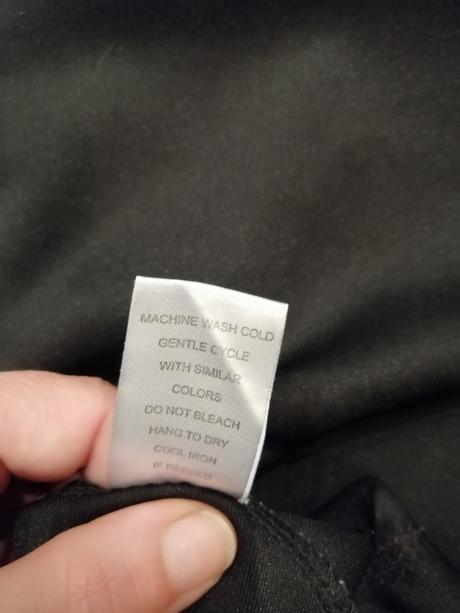 MACHINE WASH COLD
GENTLE CYCLE
WITH SIMILAR
COLORS
DO NOT BLEACH
HANG TO DRY
COOL IRON
IF NEEDED